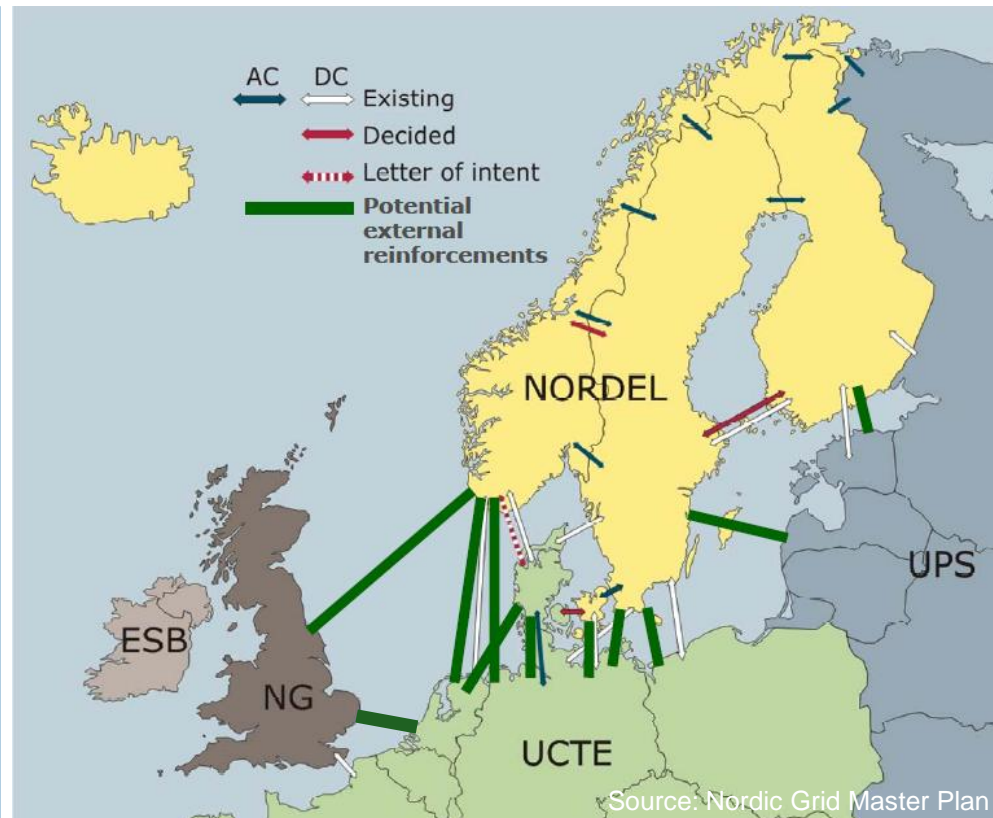 AC DC
Existing
Decided
Letter of intent
Potential
external
reinforcements
NORDEL
UPS
ESB
NG
UCTE
Source: Nordic Grid Master Plan